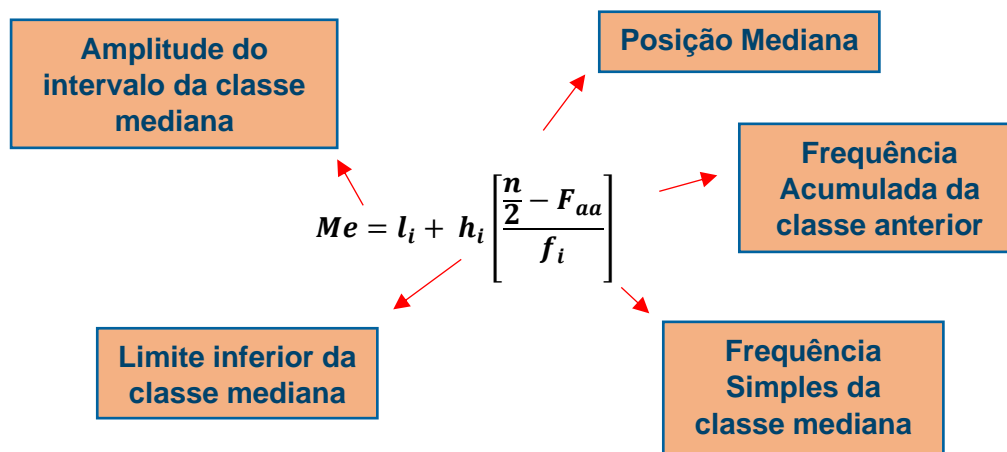 Amplitude do
intervalo da classe
mediana
Posição Mediana
Frequência
Acumulada da
classe anterior
Me = l_i + h_i [ (n/2 − F_aa) / f_i ]
Limite inferior da
classe mediana
Frequência
Simples da
classe mediana